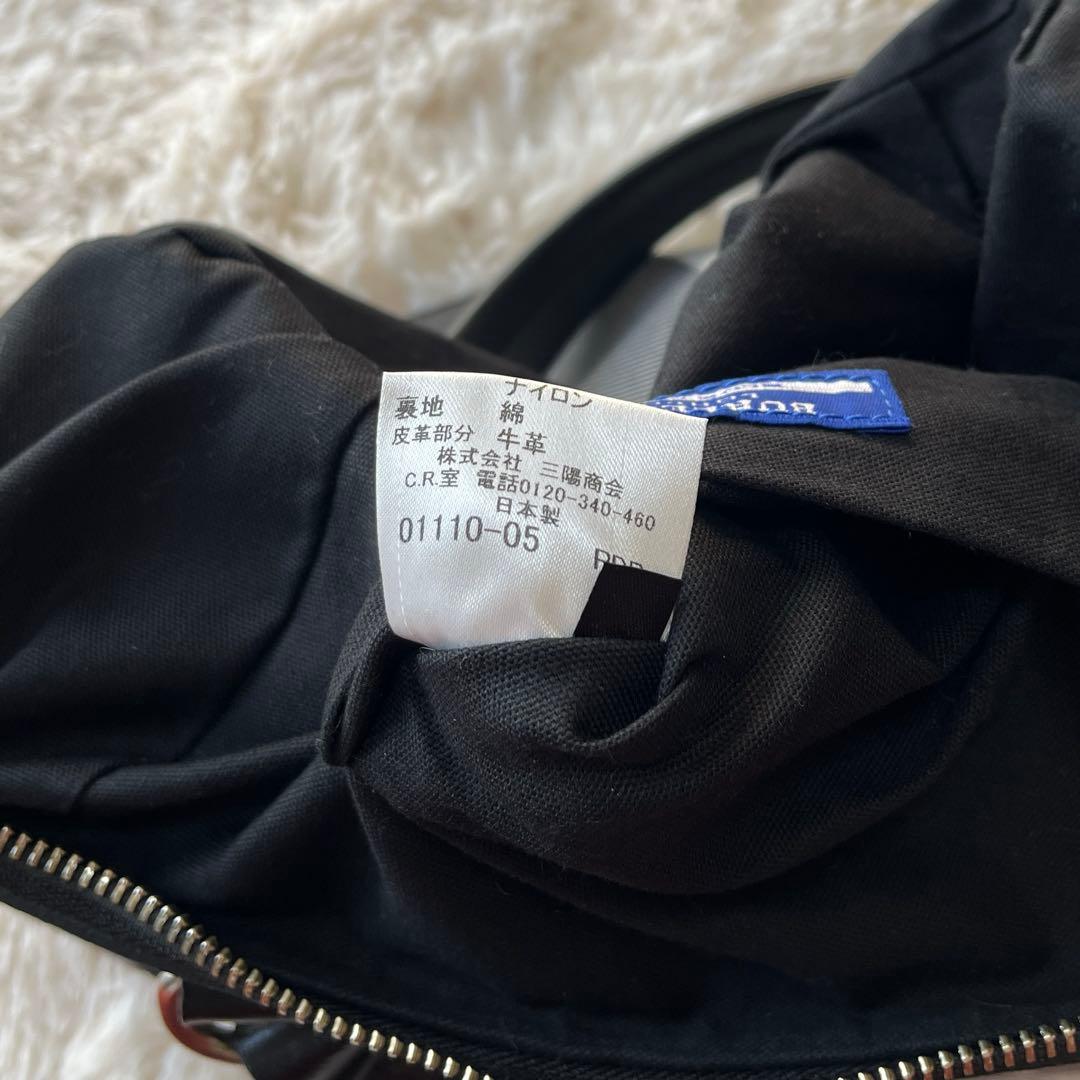 ナイロン
裏地 綿
皮革部分 牛革
株式会社 三陽商会
C.R.室 電話0120-340-460
日本製
01110-05